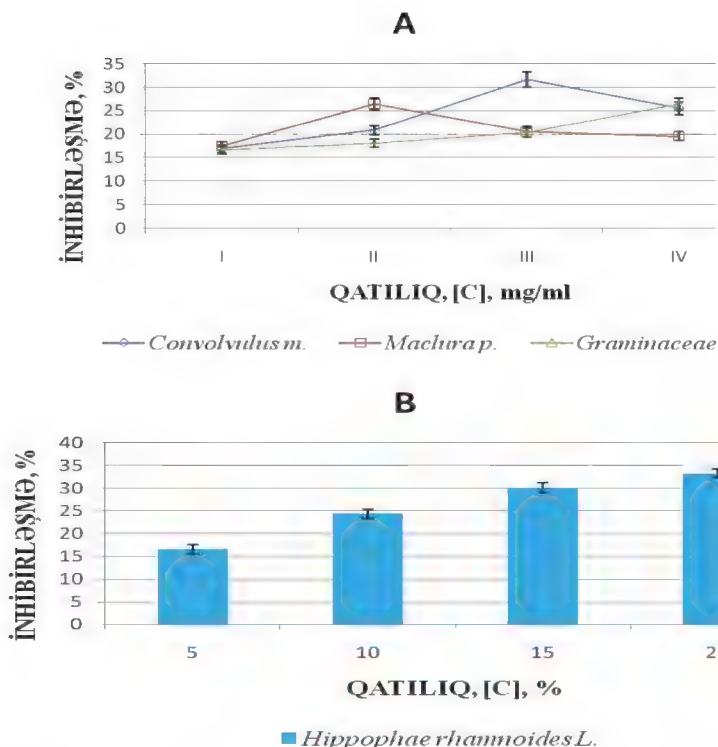 A
İNHİBİRLƏŞMƏ, %
35
30
25
20
15
10
5
0
I II III IV
QATILIQ, [C], mg/ml
Convolvulus m. Maclura p. Graminaceae
B
İNHİBİRLƏŞMƏ, %
40
35
30
25
20
15
10
5
0
5 10 15 2
QATILIQ, [C], %
Hippophae rhamnoides L.